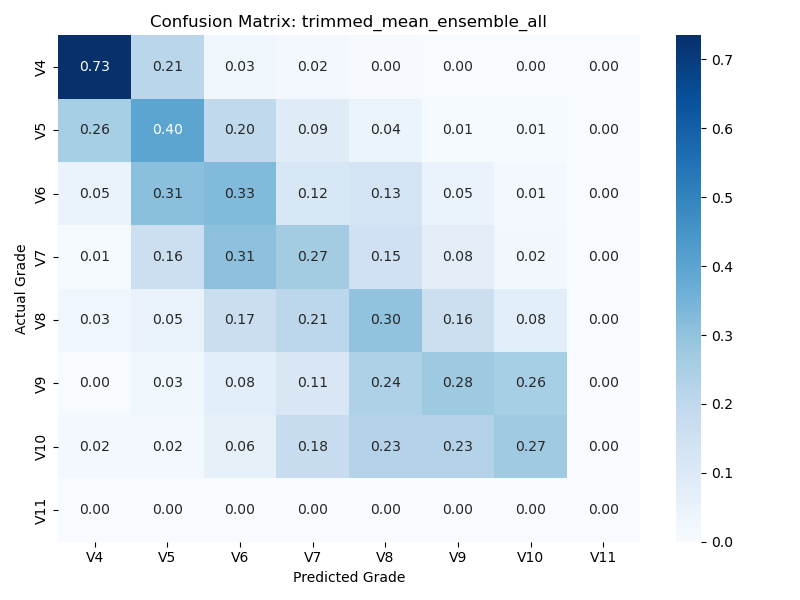 Confusion Matrix: trimmed_mean_ensemble_all
V4 0.73 0.21 0.03 0.02 0.00 0.00 0.00 0.00
V5 0.26 0.40 0.20 0.09 0.04 0.01 0.01 0.00
V6 0.05 0.31 0.33 0.12 0.13 0.05 0.01 0.00
V7 0.01 0.16 0.31 0.27 0.15 0.08 0.02 0.00
V8 0.03 0.05 0.17 0.21 0.30 0.16 0.08 0.00
V9 0.00 0.03 0.08 0.11 0.24 0.28 0.26 0.00
V10 0.02 0.02 0.06 0.18 0.23 0.23 0.27 0.00
V11 0.00 0.00 0.00 0.00 0.00 0.00 0.00 0.00
V4 V5 V6 V7 V8 V9 V10 V11
Predicted Grade
Actual Grade
0.7
0.6
0.5
0.4
0.3
0.2
0.1
0.0